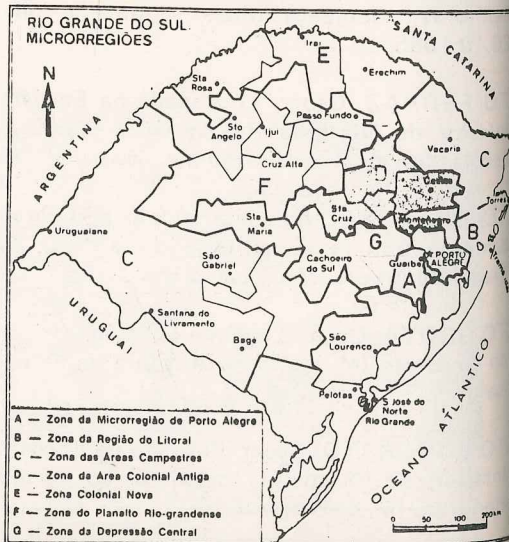 RIO GRANDE DO SUL
MICRORREGIÕES
N
SANTA CATARINA
ARGENTINA
URUGUAI
OCEANO ATLÂNTICO
Iraí
E
Erechim
Sta Rosa
Sto Angelo
Ijuí
Passo Fundo
Vacaria
C
Cruz Alta
D
Caxias
F
Torres
Uruguaiana
Sta Maria
Sta Cruz
Montenegro
B
G
PORTO ALEGRE
C
São Gabriel
Cachoeira do Sul
Guaíba
A
Santana do Livramento
Bagé
São Lourenço
Pelotas
S José do Norte
Rio Grande
A — Zona da Microrregião de Porto Alegre
B — Zona da Região do Litoral
C — Zona das Áreas Campestres
D — Zona da Área Colonial Antiga
E — Zona Colonial Nova
F — Zona do Planalto Rio-grandense
G — Zona da Depressão Central
0 50 100 200 km